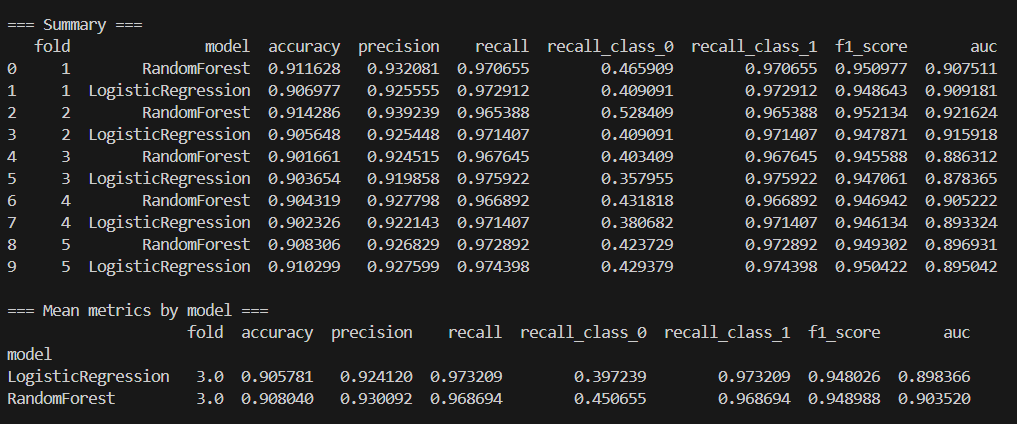 === Summary ===
fold model accuracy precision recall recall_class_0 recall_class_1 f1_score auc
0 1 RandomForest 0.911628 0.932081 0.970655 0.465909 0.970655 0.950977 0.907511
1 1 LogisticRegression 0.906977 0.925555 0.972912 0.409091 0.972912 0.948643 0.909181
2 2 RandomForest 0.914286 0.939239 0.965388 0.528409 0.965388 0.952134 0.921624
3 2 LogisticRegression 0.905648 0.925448 0.971407 0.409091 0.971407 0.947871 0.915918
4 3 RandomForest 0.901661 0.924515 0.967645 0.403409 0.967645 0.945588 0.886312
5 3 LogisticRegression 0.903654 0.919858 0.975922 0.357955 0.975922 0.947061 0.878365
6 4 RandomForest 0.904319 0.927798 0.966892 0.431818 0.966892 0.946942 0.905222
7 4 LogisticRegression 0.902326 0.922143 0.971407 0.380682 0.971407 0.946134 0.893324
8 5 RandomForest 0.908306 0.926829 0.972892 0.423729 0.972892 0.949302 0.896931
9 5 LogisticRegression 0.910299 0.927599 0.974398 0.429379 0.974398 0.950422 0.895042
=== Mean metrics by model ===
fold accuracy precision recall recall_class_0 recall_class_1 f1_score auc
model
LogisticRegression 3.0 0.905781 0.924120 0.973209 0.397239 0.973209 0.948026 0.898366
RandomForest 3.0 0.908040 0.930092 0.968694 0.450655 0.968694 0.948988 0.903520